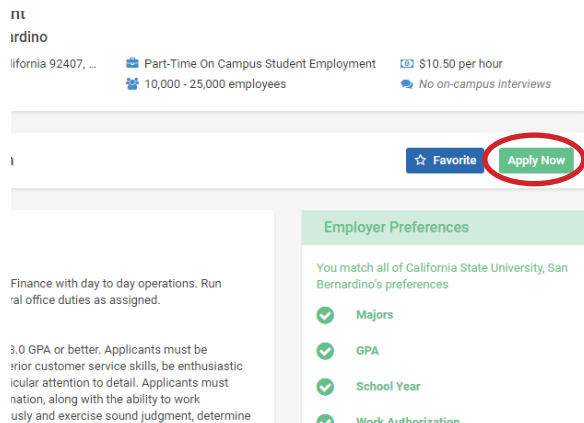 nt
rdino
lifornia 92407, ...
Part-Time On Campus Student Employment
$10.50 per hour
10,000 - 25,000 employees
No on-campus interviews
Favorite
Apply Now
Employer Preferences
You match all of California State University, San
Bernardino's preferences
Majors
GPA
School Year
Work Authorization
Finance with day to day operations. Run
ral office duties as assigned.
3.0 GPA or better. Applicants must be
erior customer service skills, be enthusiastic
icular attention to detail. Applicants must
nation, along with the ability to work
usly and exercise sound judgment, determine